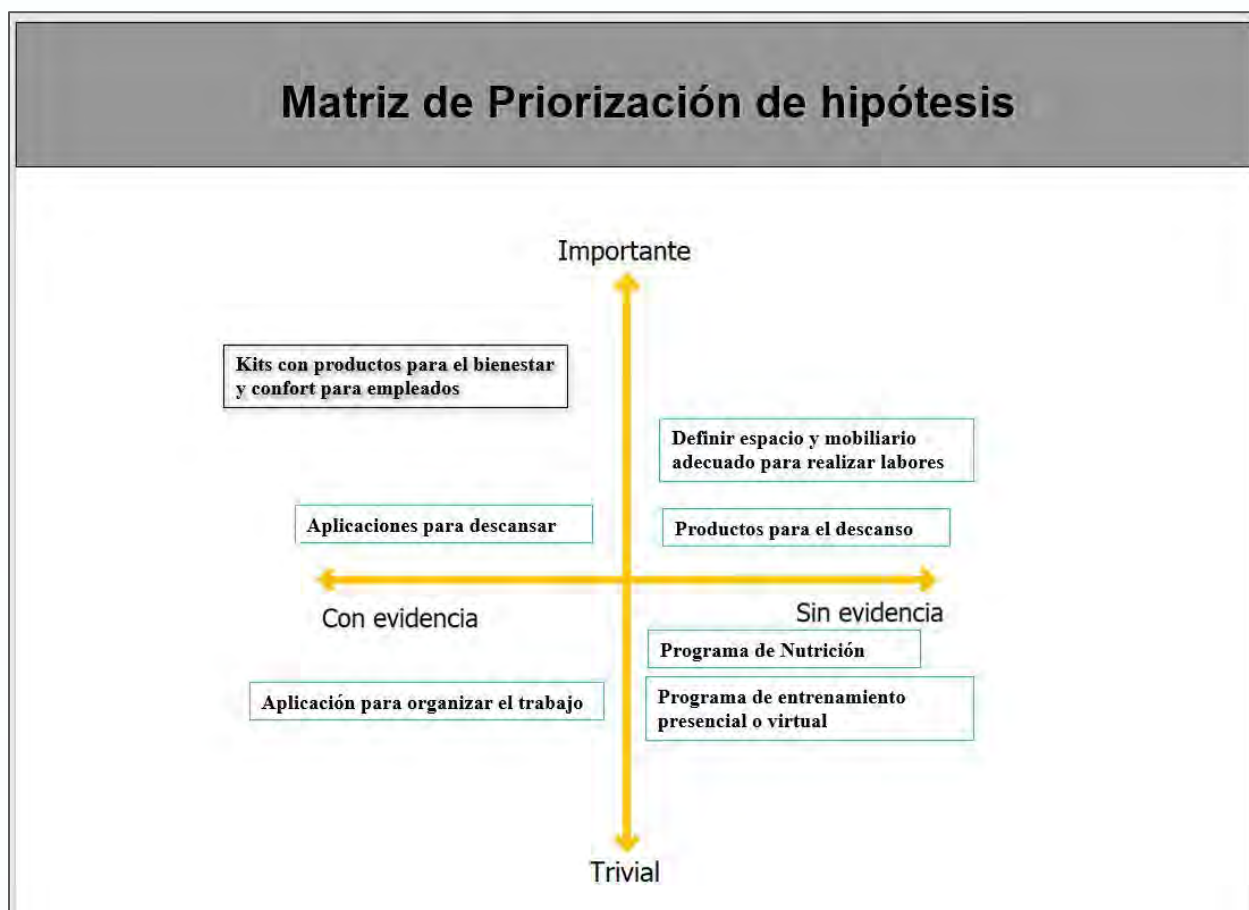 Matriz de Priorización de hipótesis
Importante
Kits con productos para el bienestar
y confort para empleados
Definir espacio y mobiliario
adecuado para realizar labores
Aplicaciones para descansar
Productos para el descanso
Con evidencia
Sin evidencia
Programa de Nutrición
Aplicación para organizar el trabajo
Programa de entrenamiento
presencial o virtual
Trivial